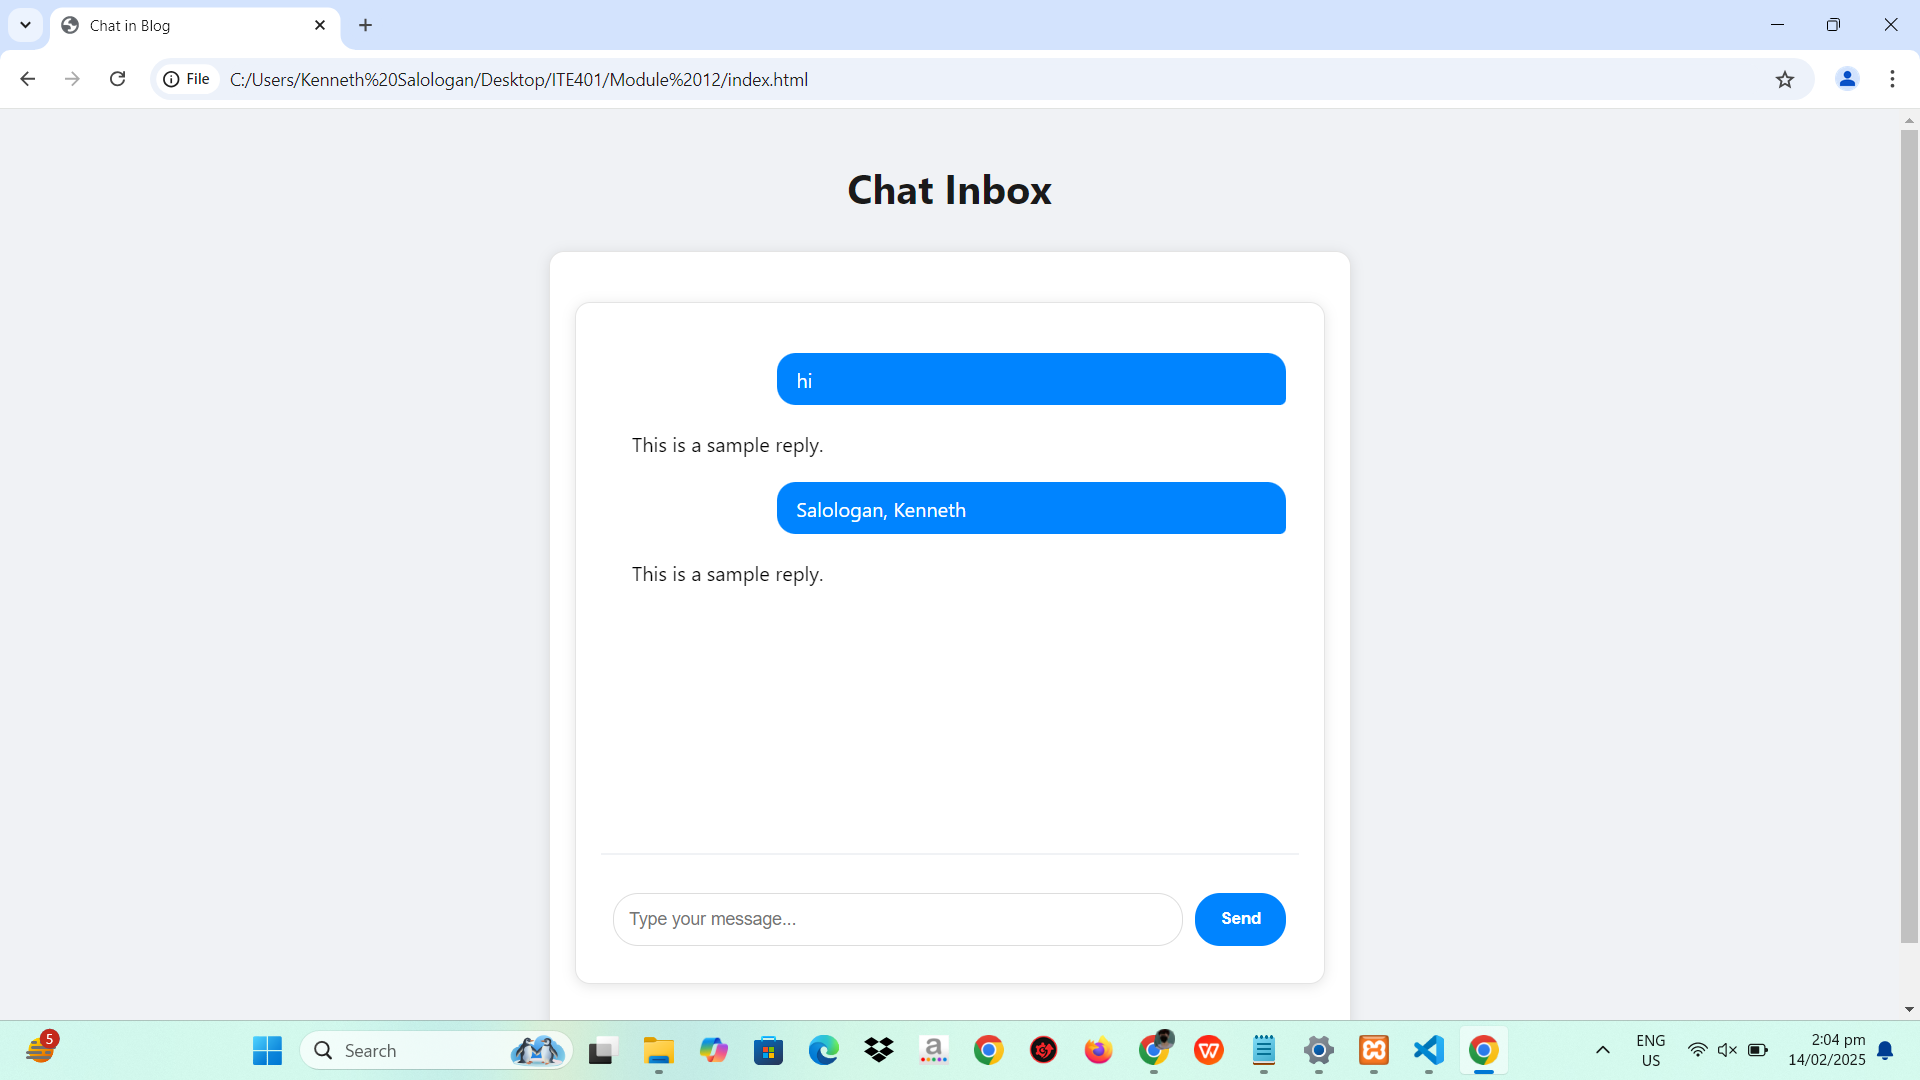 Chat in Blog
File
C:/Users/Kenneth%20Salologan/Desktop/ITE401/Module%2012/index.html
Chat Inbox
hi
This is a sample reply.
Salologan, Kenneth
This is a sample reply.
Type your message...
Send
5
Search
a
W
ENG
US
2:04 pm
14/02/2025